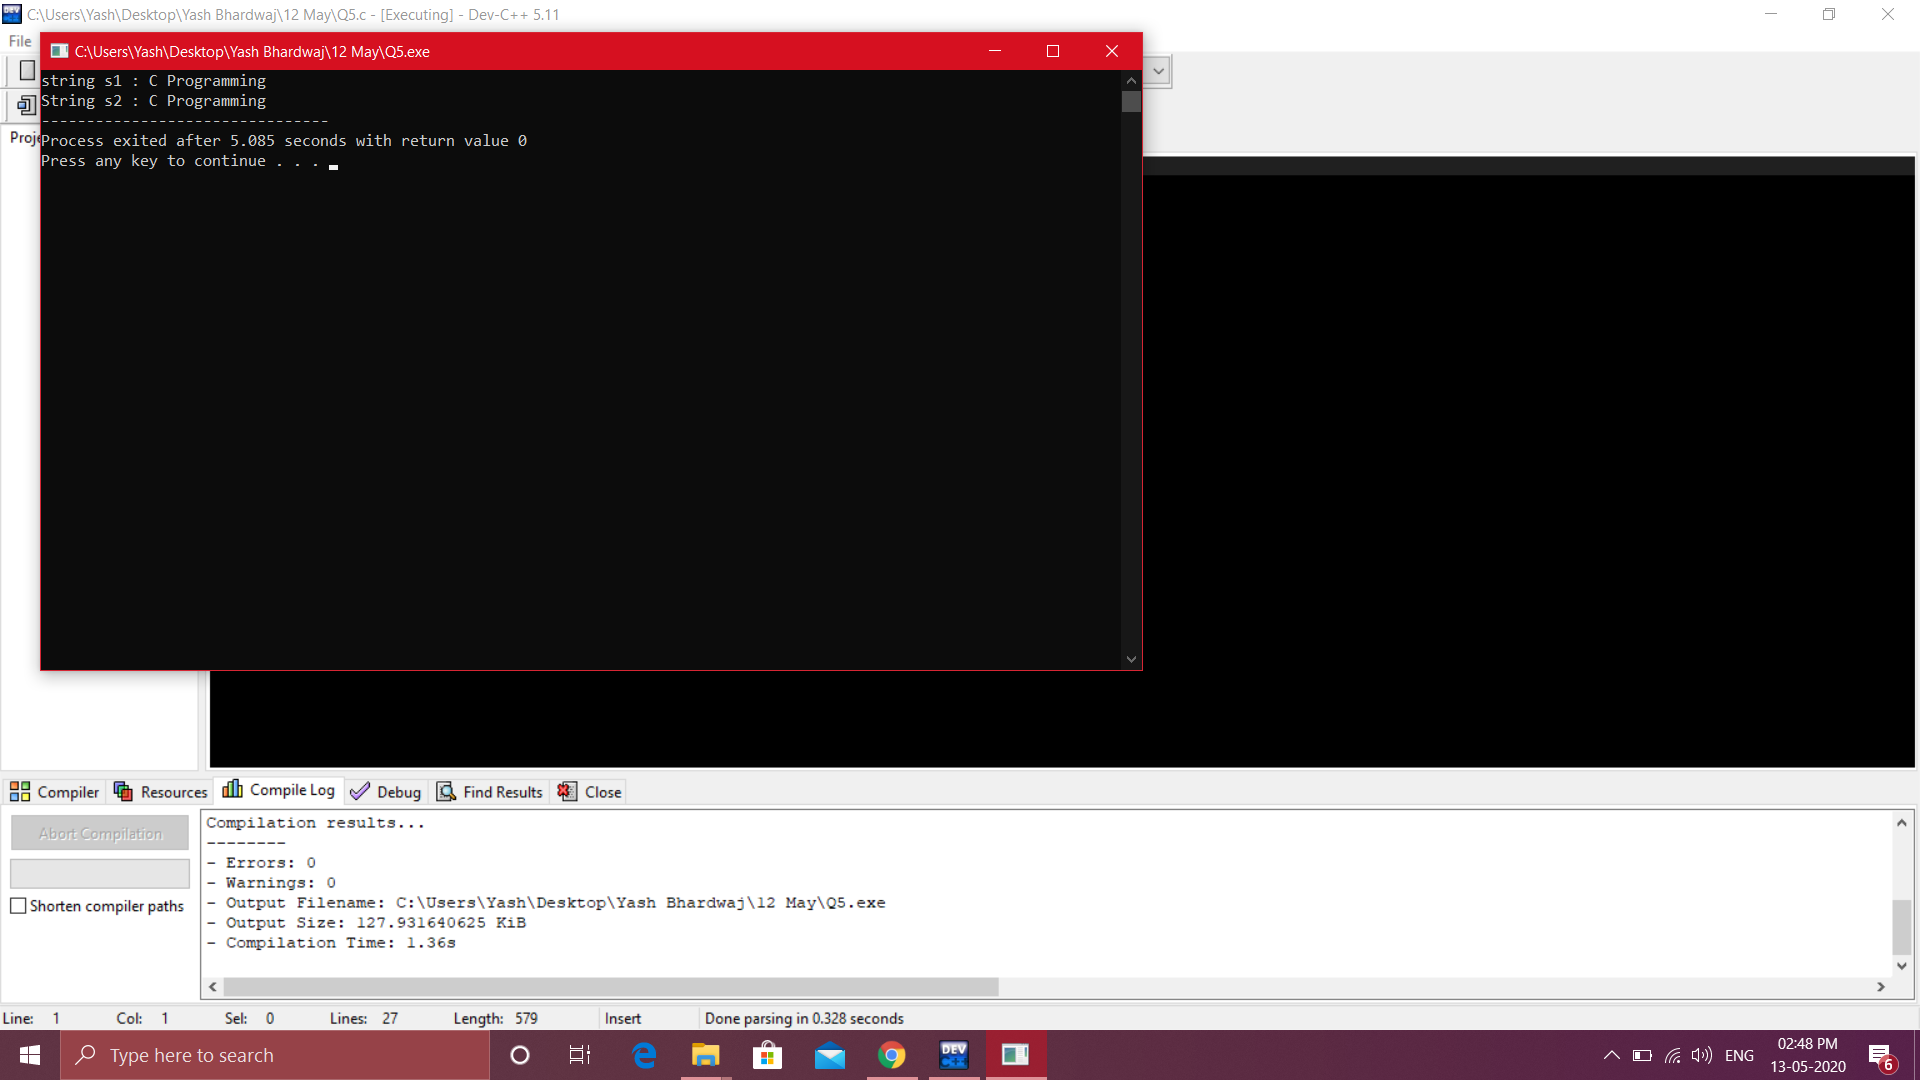 C:\Users\Yash\Desktop\Yash Bhardwaj\12 May\Q5.c - [Executing] - Dev-C++ 5.11
File
C:\Users\Yash\Desktop\Yash Bhardwaj\12 May\Q5.exe
string s1 : C Programming
String s2 : C Programming
--------------------------------
Process exited after 5.085 seconds with return value 0
Press any key to continue . . .
Proje
Compiler Resources Compile Log Debug Find Results Close
Abort Compilation
Shorten compiler paths
Compilation results...
--------
- Errors: 0
- Warnings: 0
- Output Filename: C:\Users\Yash\Desktop\Yash Bhardwaj\12 May\Q5.exe
- Output Size: 127.931640625 KiB
- Compilation Time: 1.36s
Line: 1 Col: 1 Sel: 0 Lines: 27 Length: 579 Insert Done parsing in 0.328 seconds
Type here to search
DEV C++
ENG
02:48 PM
13-05-2020
6